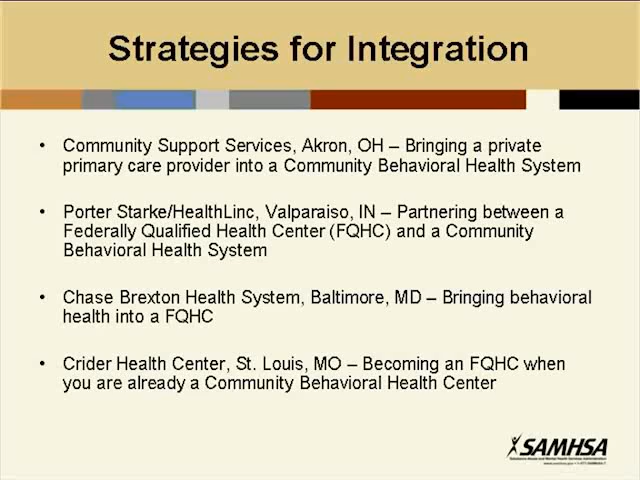 Strategies for Integration
• Community Support Services, Akron, OH – Bringing a private
primary care provider into a Community Behavioral Health System
• Porter Starke/HealthLinc, Valparaiso, IN – Partnering between a
Federally Qualified Health Center (FQHC) and a Community
Behavioral Health System
• Chase Brexton Health System, Baltimore, MD – Bringing behavioral
health into a FQHC
• Crider Health Center, St. Louis, MO – Becoming an FQHC when
you are already a Community Behavioral Health Center
SAMHSA